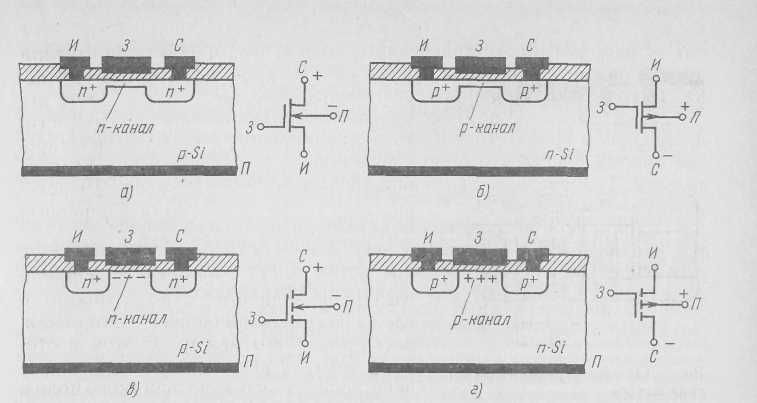 И З С
n+ n+
n-канал
p-Si
П
а)
С
+
З
−
П
И
И З С
p+ p+
p-канал
n-Si
б)
И
З
+
П
С
−
И З С
n+ − − − n+
n-канал
p-Si
П
в)
С
+
З
−
П
И
И З С
p+ + + + p+
p-канал
n-Si
П
г)
И
З
+
П
С
−